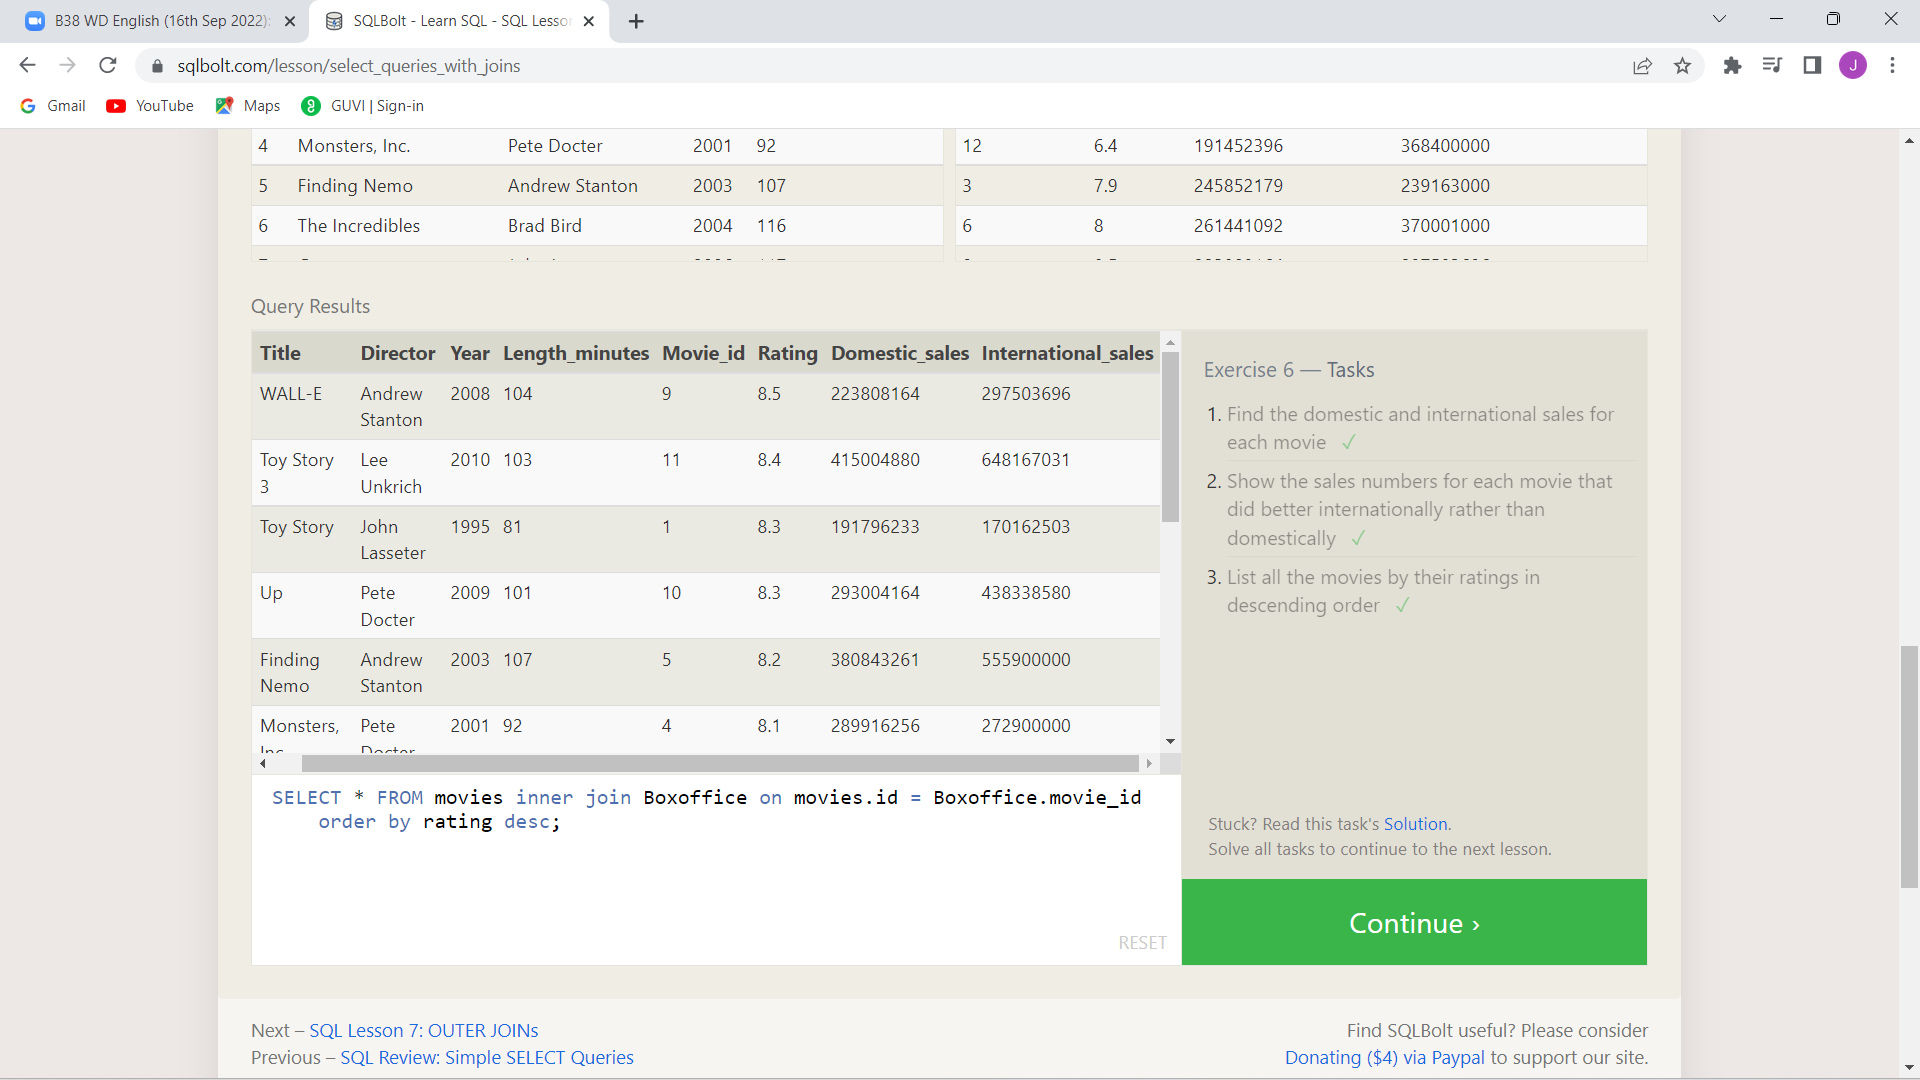 B38 WD English (16th Sep 2022):
SQLBolt - Learn SQL - SQL Lesso
sqlbolt.com/lesson/select_queries_with_joins
J
Gmail YouTube Maps GUVI | Sign-in
4 Monsters, Inc. Pete Docter 2001 92 12 6.4 191452396 368400000
5 Finding Nemo Andrew Stanton 2003 107 3 7.9 245852179 239163000
6 The Incredibles Brad Bird 2004 116 6 8 261441092 370001000
Query Results
Title Director Year Length_minutes Movie_id Rating Domestic_sales International_sales
WALL-E Andrew 2008 104 9 8.5 223808164 297503696
Stanton
Toy Story Lee 2010 103 11 8.4 415004880 648167031
3 Unkrich
Toy Story John 1995 81 1 8.3 191796233 170162503
Lasseter
Up Pete 2009 101 10 8.3 293004164 438338580
Docter
Finding Andrew 2003 107 5 8.2 380843261 555900000
Nemo Stanton
Monsters, Pete 2001 92 4 8.1 289916256 272900000
Inc. Docter
SELECT * FROM movies inner join Boxoffice on movies.id = Boxoffice.movie_id
order by rating desc;
RESET
Exercise 6 — Tasks
1. Find the domestic and international sales for
each movie ✓
2. Show the sales numbers for each movie that
did better internationally rather than
domestically ✓
3. List all the movies by their ratings in
descending order ✓
Stuck? Read this task's Solution.
Solve all tasks to continue to the next lesson.
Continue ›
Next – SQL Lesson 7: OUTER JOINs
Previous – SQL Review: Simple SELECT Queries
Find SQLBolt useful? Please consider
Donating ($4) via Paypal to support our site.